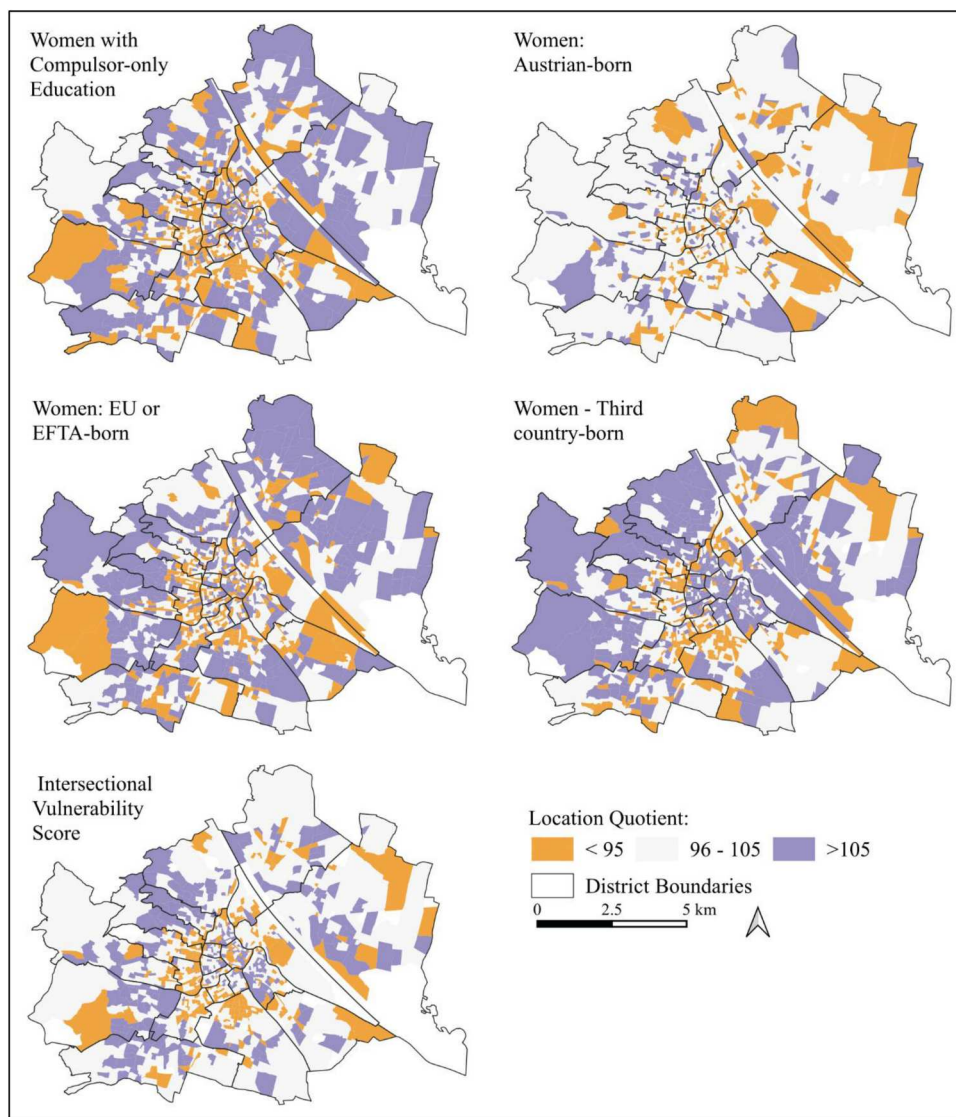 Women with
Compulsor-only
Education
Women:
Austrian-born
Women: EU or
EFTA-born
Women - Third
country-born
Intersectional
Vulnerability
Score
Location Quotient:
< 95 96 - 105 >105
District Boundaries
0 2.5 5 km